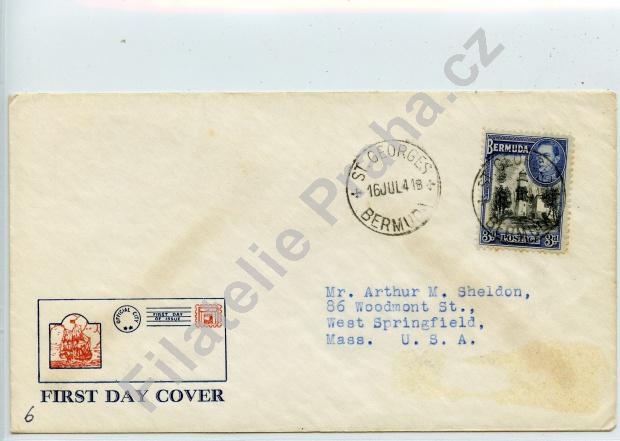 ST. GEORGES
16 JUL 41 B
BERMUDA
BERMUDA
3d POSTAGE 3d
Mr. Arthur M. Sheldon,
86 Woodmont St.,
West Springfield,
Mass. U. S. A.
OFFICIAL CITY
FIRST DAY
OF ISSUE
FIRST DAY COVER
6
Filatelie Praha.cz